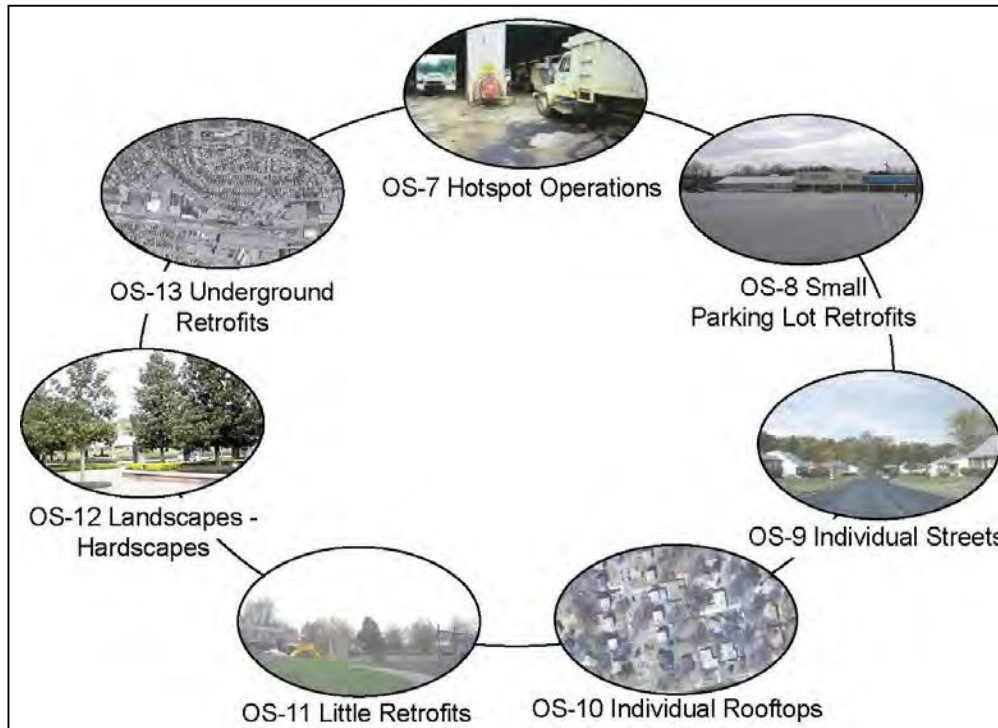 OS-7 Hotspot Operations
OS-8 Small
Parking Lot Retrofits
OS-9 Individual Streets
OS-10 Individual Rooftops
OS-11 Little Retrofits
OS-12 Landscapes -
Hardscapes
OS-13 Underground
Retrofits